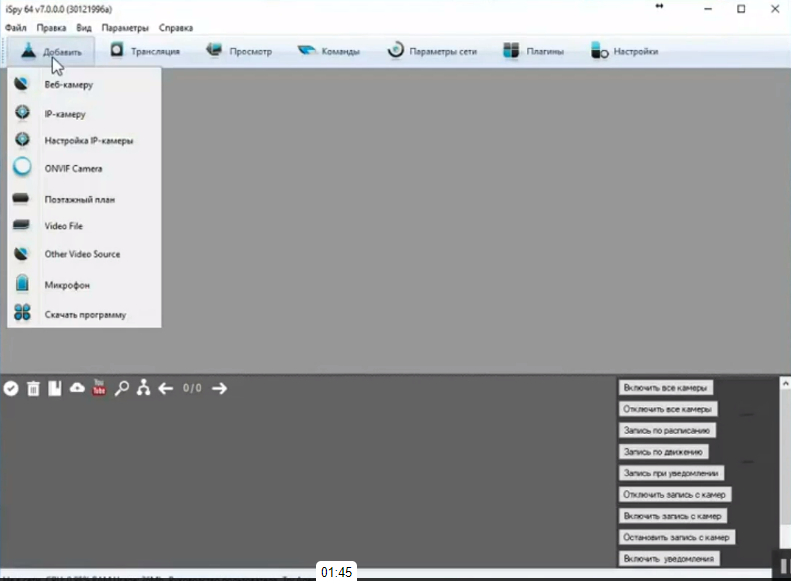 iSpy 64 v7.0.0.0 (30121996a)
Файл Правка Вид Параметры Справка
Добавить Трансляция Просмотр Команды Параметры сети Плагины Настройки
Веб-камеру
IP-камеру
Настройка IP-камеры
ONVIF Camera
Поэтажный план
Video File
Other Video Source
Микрофон
Скачать программу
You
Tube
0/0
Включить все камеры
Отключить все камеры
Запись по расписанию
Запись по движению
Запись при уведомлении
Отключить запись с камер
Включить запись с камер
Остановить запись с камер
Включить уведомления
01:45